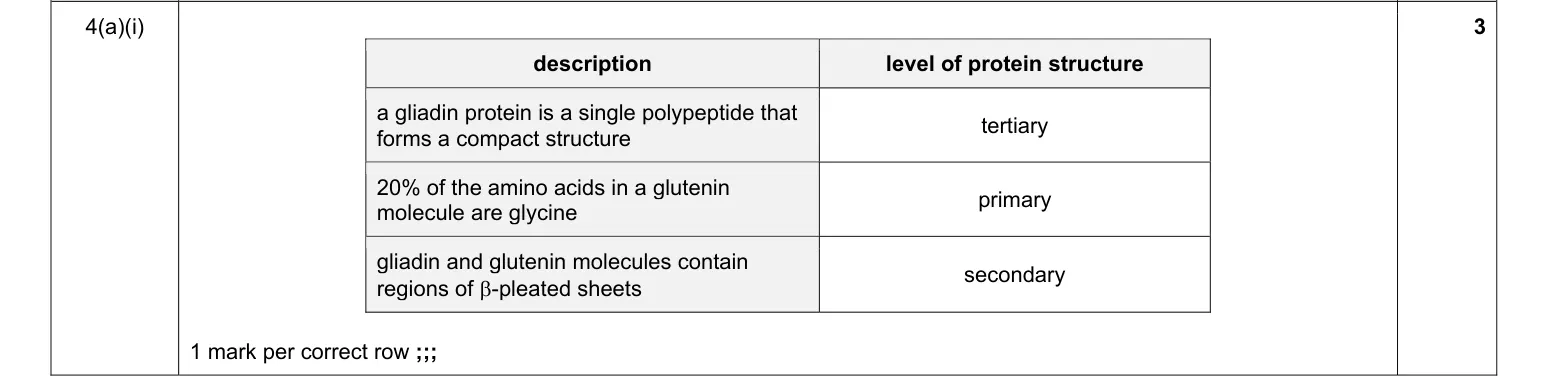 4(a)(i)
3
description
level of protein structure
a gliadin protein is a single polypeptide that
forms a compact structure
tertiary
20% of the amino acids in a glutenin
molecule are glycine
primary
gliadin and glutenin molecules contain
regions of β-pleated sheets
secondary
1 mark per correct row ;;;